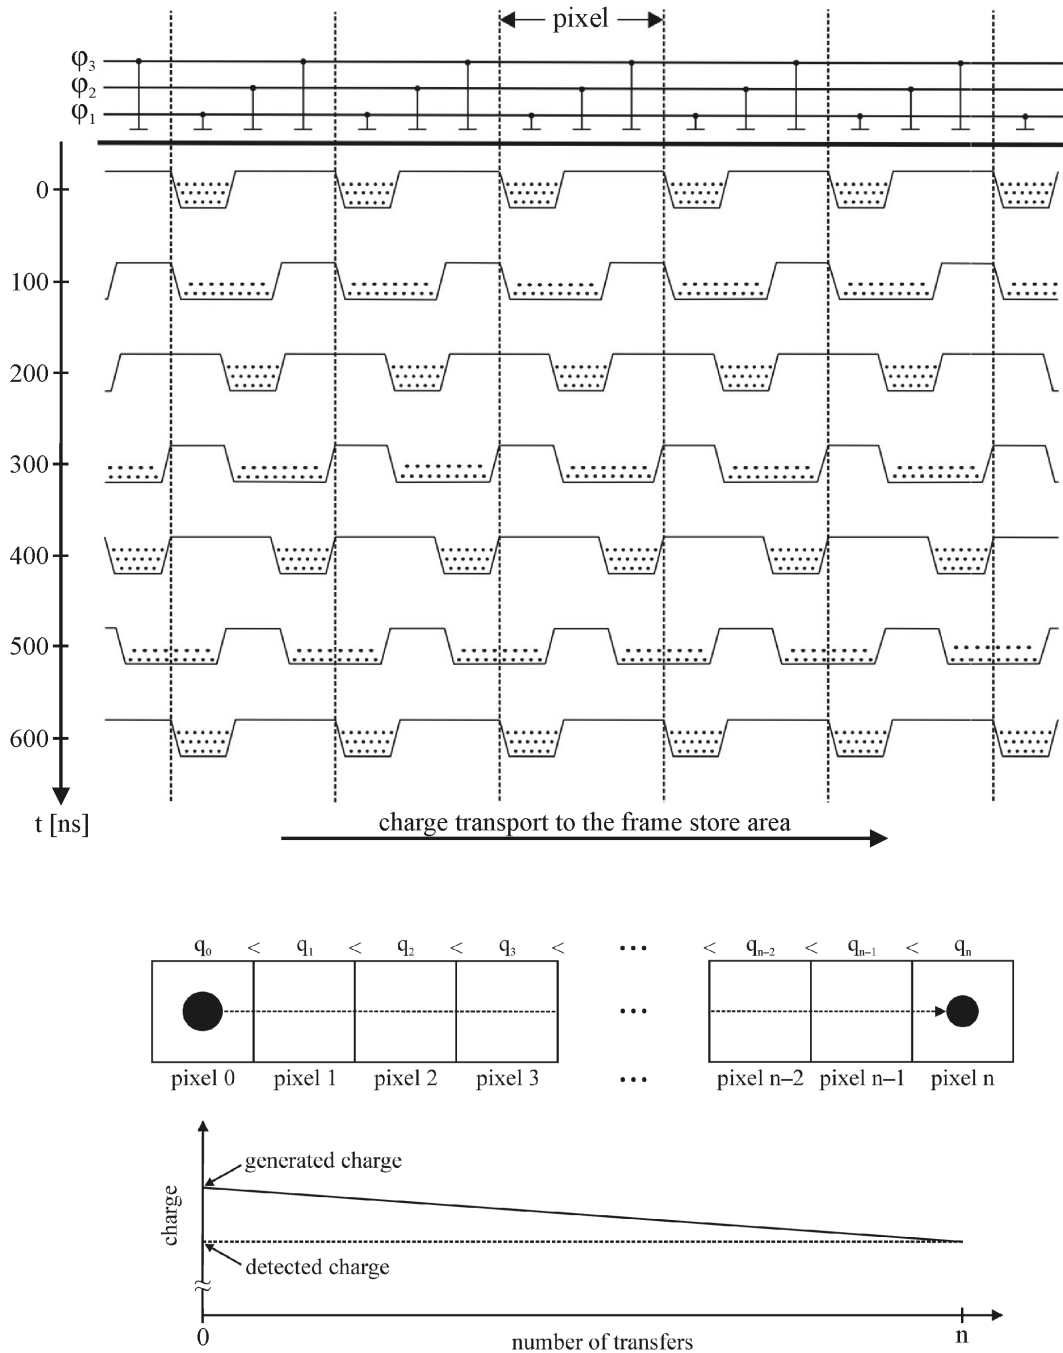 pixel
φ₃
φ₂
φ₁
0
100
200
300
400
500
600
t [ns]
charge transport to the frame store area
q₀ < q₁ < q₂ < q₃ < ••• < qₙ₋₂ < qₙ₋₁ < qₙ
•••
pixel 0 pixel 1 pixel 2 pixel 3 ••• pixel n–2 pixel n–1 pixel n
generated charge
charge
detected charge
0 n
number of transfers